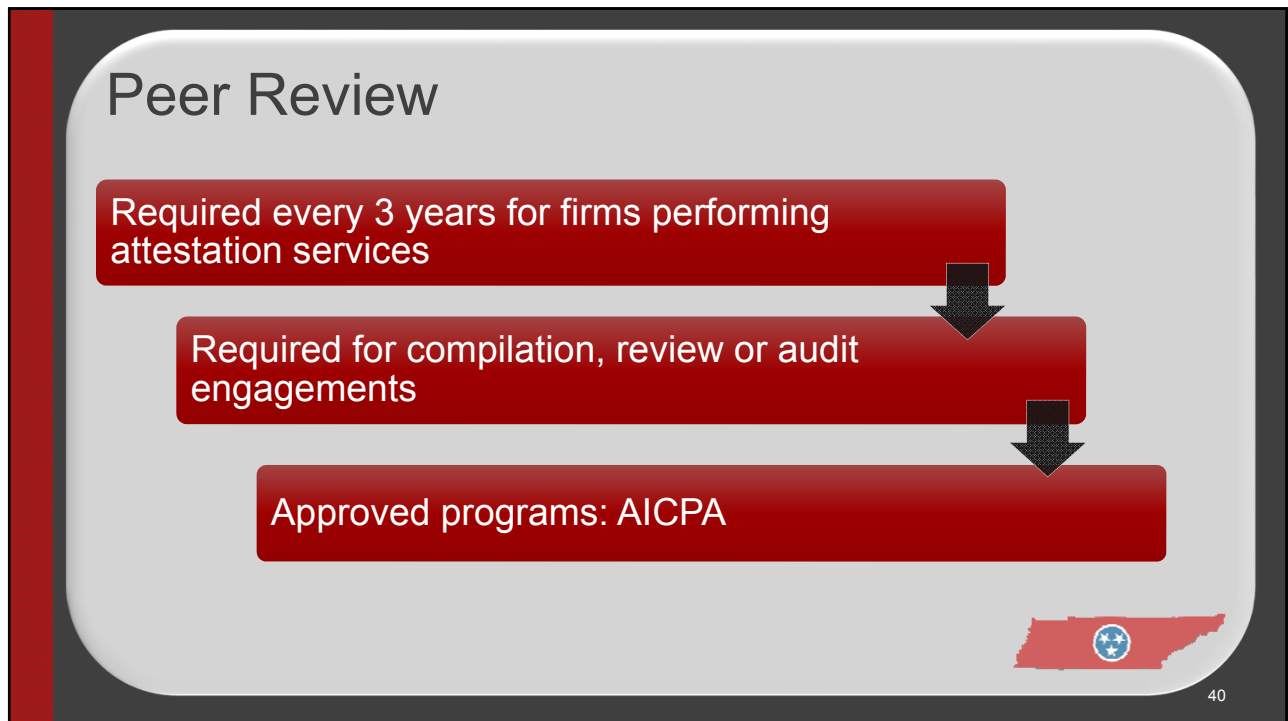 Peer Review
Required every 3 years for firms performing
attestation services
Required for compilation, review or audit
engagements
Approved programs: AICPA
40